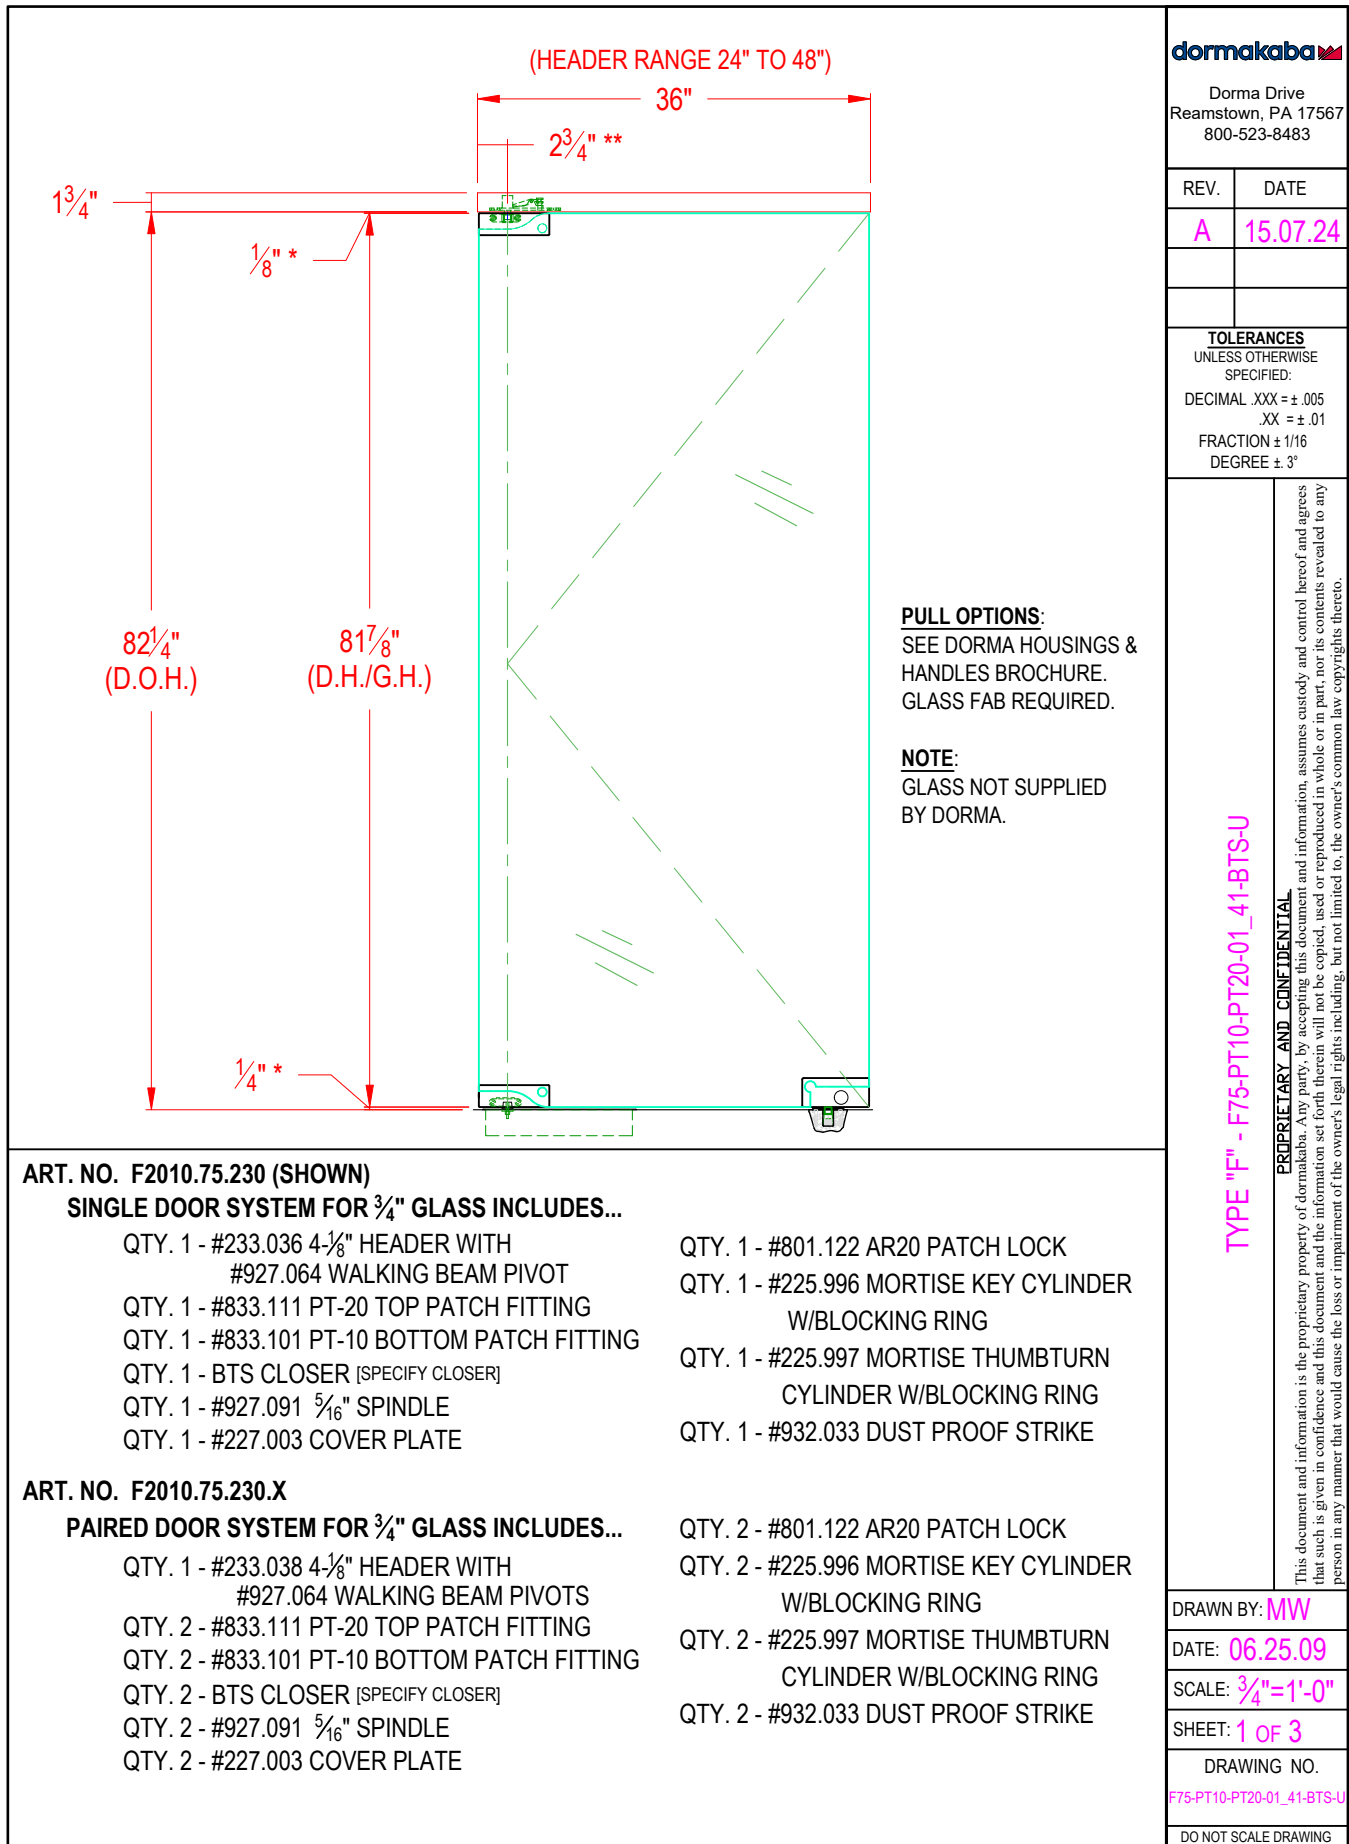 (HEADER RANGE 24" TO 48")
36"
2¾" **
1¾"
⅛" *
82¼"
(D.O.H.)
81⅞"
(D.H./G.H.)
¼" *
PULL OPTIONS:
SEE DORMA HOUSINGS &
HANDLES BROCHURE.
GLASS FAB REQUIRED.
NOTE:
GLASS NOT SUPPLIED
BY DORMA.
ART. NO. F2010.75.230 (SHOWN)
SINGLE DOOR SYSTEM FOR ¾" GLASS INCLUDES...
QTY. 1 - #233.036 4-⅛" HEADER WITH
#927.064 WALKING BEAM PIVOT
QTY. 1 - #833.111 PT-20 TOP PATCH FITTING
QTY. 1 - #833.101 PT-10 BOTTOM PATCH FITTING
QTY. 1 - BTS CLOSER [SPECIFY CLOSER]
QTY. 1 - #927.091 5⁄16" SPINDLE
QTY. 1 - #227.003 COVER PLATE
QTY. 1 - #801.122 AR20 PATCH LOCK
QTY. 1 - #225.996 MORTISE KEY CYLINDER
W/BLOCKING RING
QTY. 1 - #225.997 MORTISE THUMBTURN
CYLINDER W/BLOCKING RING
QTY. 1 - #932.033 DUST PROOF STRIKE
ART. NO. F2010.75.230.X
PAIRED DOOR SYSTEM FOR ¾" GLASS INCLUDES...
QTY. 1 - #233.038 4-⅛" HEADER WITH
#927.064 WALKING BEAM PIVOTS
QTY. 2 - #833.111 PT-20 TOP PATCH FITTING
QTY. 2 - #833.101 PT-10 BOTTOM PATCH FITTING
QTY. 2 - BTS CLOSER [SPECIFY CLOSER]
QTY. 2 - #927.091 5⁄16" SPINDLE
QTY. 2 - #227.003 COVER PLATE
QTY. 2 - #801.122 AR20 PATCH LOCK
QTY. 2 - #225.996 MORTISE KEY CYLINDER
W/BLOCKING RING
QTY. 2 - #225.997 MORTISE THUMBTURN
CYLINDER W/BLOCKING RING
QTY. 2 - #932.033 DUST PROOF STRIKE
dormakaba
Dorma Drive
Reamstown, PA 17567
800-523-8483
REV. DATE
A 15.07.24
TOLERANCES
UNLESS OTHERWISE
SPECIFIED:
DECIMAL .XXX = ± .005
.XX = ± .01
FRACTION ± 1/16
DEGREE ±. 3°
TYPE "F" - F75-PT10-PT20-01_41-BTS-U
PROPRIETARY AND CONFIDENTIAL
This document and information is the proprietary property of dormakaba. Any party, by accepting this document and information, assumes custody and control hereof and agrees
that such is given in confidence and this document and the information set forth therein will not be copied, used or reproduced in whole or in part, nor its contents revealed to any
person in any manner that would cause the loss or impairment of the owner's legal rights including, but not limited to, the owner's common law copyrights thereto.
DRAWN BY: MW
DATE: 06.25.09
SCALE: ¾"=1'-0"
SHEET: 1 OF 3
DRAWING NO.
F75-PT10-PT20-01_41-BTS-U
DO NOT SCALE DRAWING